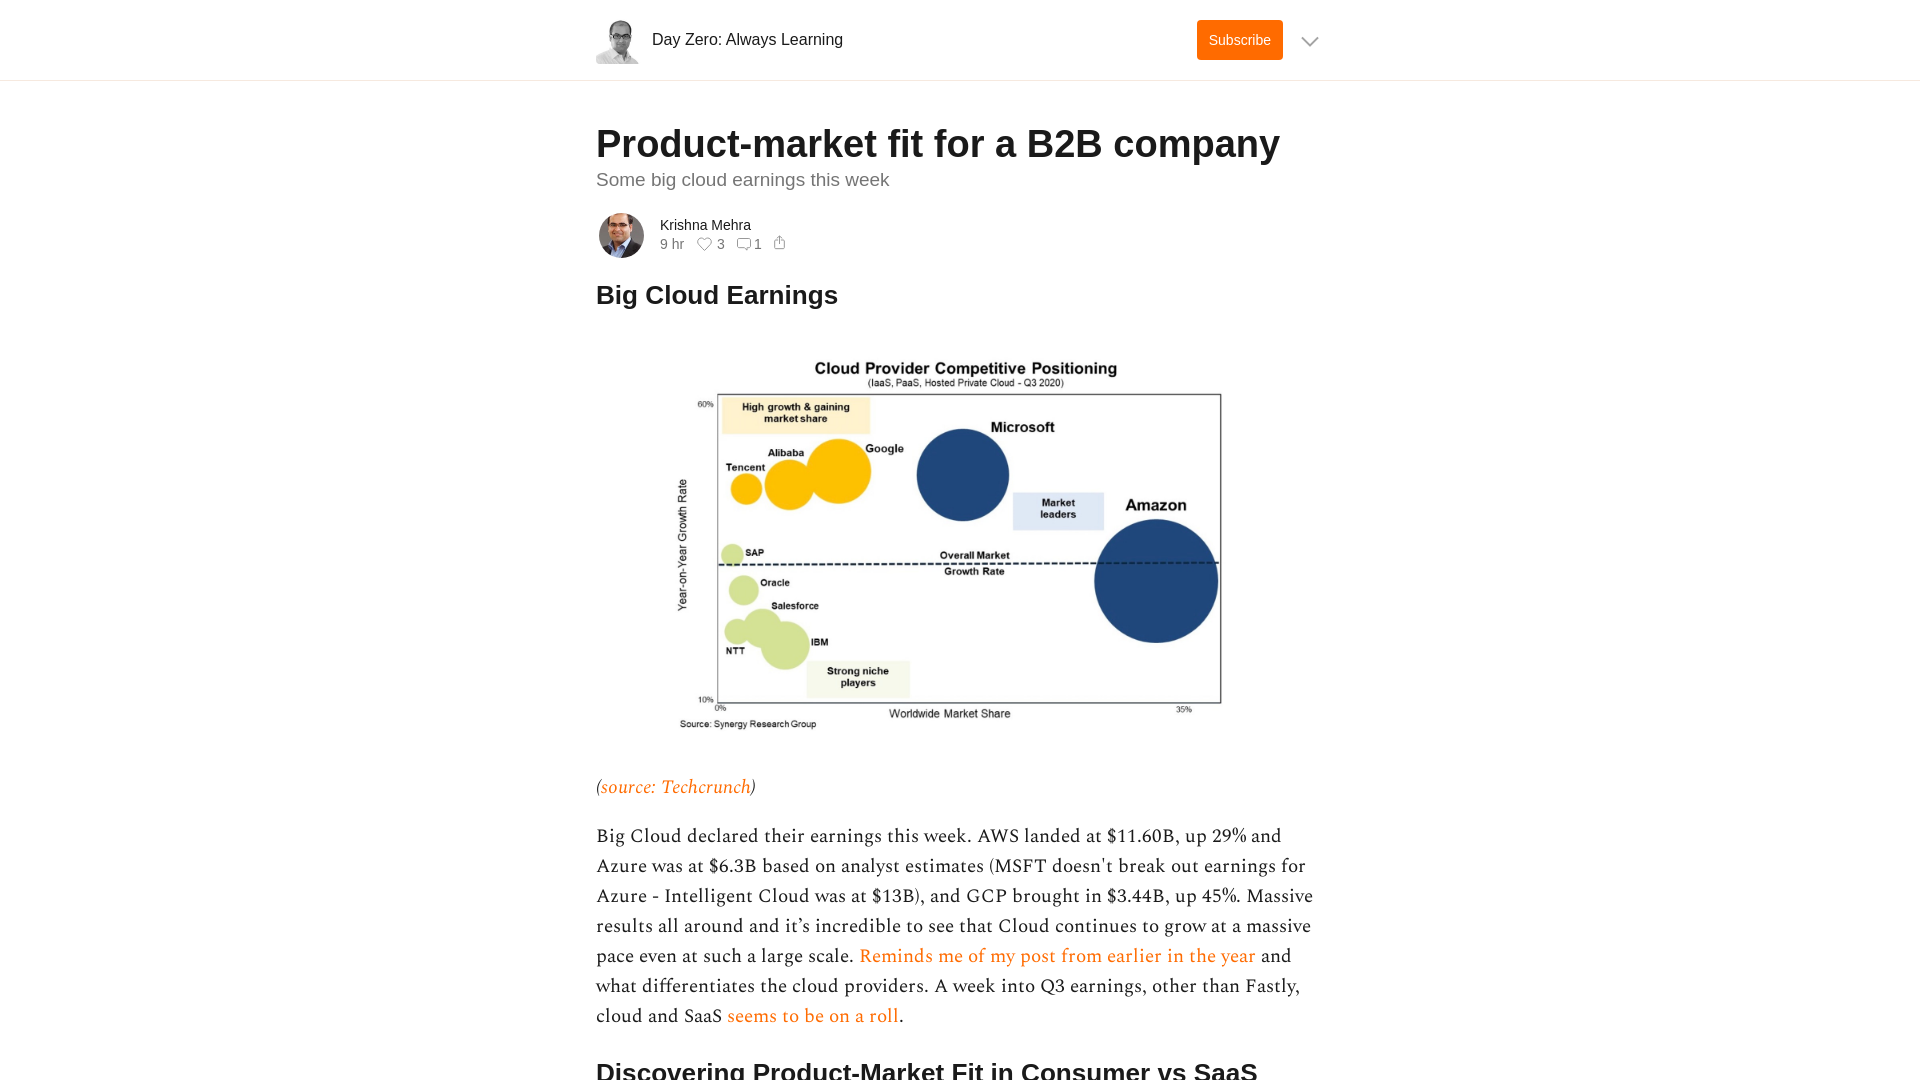 Day Zero: Always Learning
Subscribe
Product-market fit for a B2B company
Some big cloud earnings this week
Krishna Mehra
9 hr 3 1
Big Cloud Earnings
Cloud Provider Competitive Positioning
(IaaS, PaaS, Hosted Private Cloud - Q3 2020)
60%
High growth & gaining
market share
Microsoft
Google
Alibaba
Tencent
Market
leaders
Amazon
Year-on-Year Growth Rate
SAP
Overall Market
Growth Rate
Oracle
Salesforce
NTT
IBM
Strong niche
players
10%
0%
Worldwide Market Share
35%
Source: Synergy Research Group
(source: Techcrunch)
Big Cloud declared their earnings this week. AWS landed at $11.60B, up 29% and
Azure was at $6.3B based on analyst estimates (MSFT doesn't break out earnings for
Azure - Intelligent Cloud was at $13B), and GCP brought in $3.44B, up 45%. Massive
results all around and it’s incredible to see that Cloud continues to grow at a massive
pace even at such a large scale. Reminds me of my post from earlier in the year and
what differentiates the cloud providers. A week into Q3 earnings, other than Fastly,
cloud and SaaS seems to be on a roll.
Discovering Product-Market Fit in Consumer vs SaaS